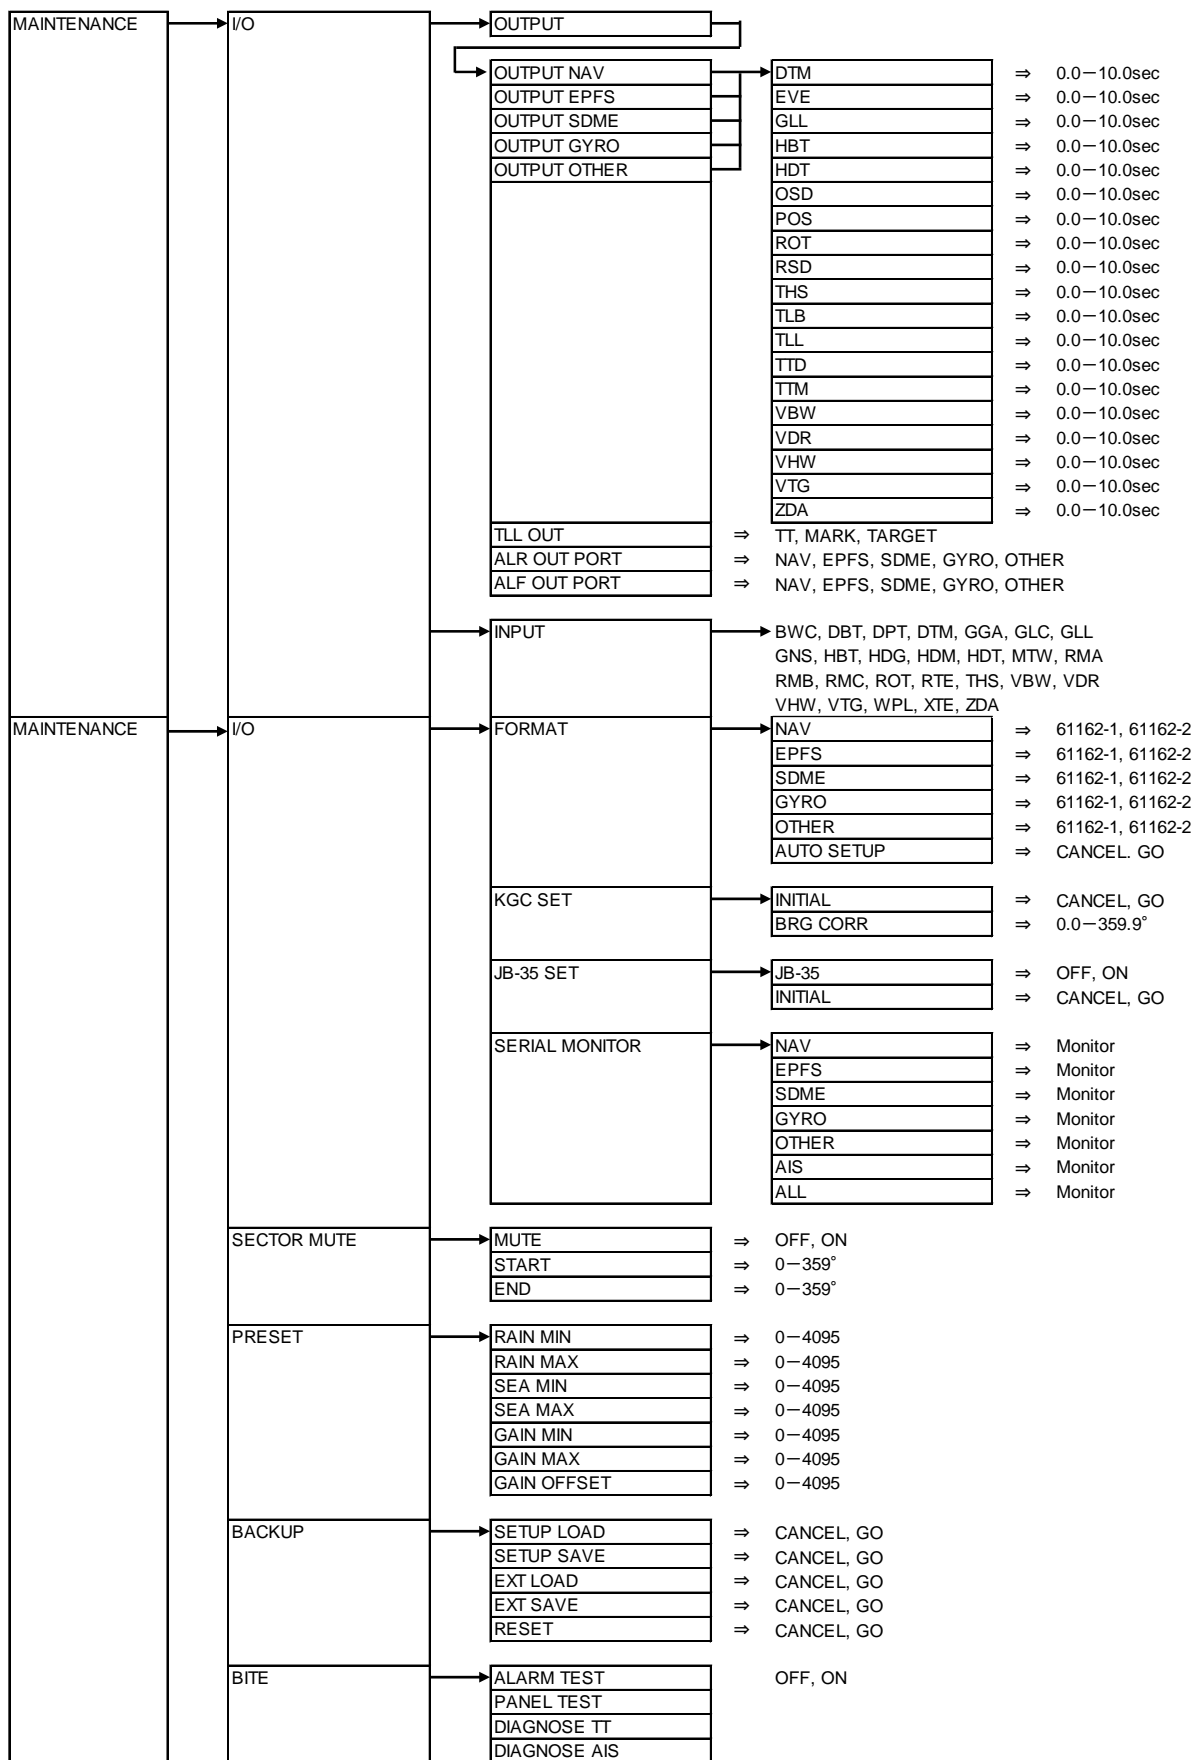 MAINTENANCE I/O OUTPUT
OUTPUT NAV DTM ⇒ 0.0－10.0sec
OUTPUT EPFS EVE ⇒ 0.0－10.0sec
OUTPUT SDME GLL ⇒ 0.0－10.0sec
OUTPUT GYRO HBT ⇒ 0.0－10.0sec
OUTPUT OTHER HDT ⇒ 0.0－10.0sec
OSD ⇒ 0.0－10.0sec
POS ⇒ 0.0－10.0sec
ROT ⇒ 0.0－10.0sec
RSD ⇒ 0.0－10.0sec
THS ⇒ 0.0－10.0sec
TLB ⇒ 0.0－10.0sec
TLL ⇒ 0.0－10.0sec
TTD ⇒ 0.0－10.0sec
TTM ⇒ 0.0－10.0sec
VBW ⇒ 0.0－10.0sec
VDR ⇒ 0.0－10.0sec
VHW ⇒ 0.0－10.0sec
VTG ⇒ 0.0－10.0sec
ZDA ⇒ 0.0－10.0sec
TLL OUT ⇒ TT, MARK, TARGET
ALR OUT PORT ⇒ NAV, EPFS, SDME, GYRO, OTHER
ALF OUT PORT ⇒ NAV, EPFS, SDME, GYRO, OTHER
INPUT BWC, DBT, DPT, DTM, GGA, GLC, GLL
GNS, HBT, HDG, HDM, HDT, MTW, RMA
RMB, RMC, ROT, RTE, THS, VBW, VDR
VHW, VTG, WPL, XTE, ZDA
MAINTENANCE I/O FORMAT NAV ⇒ 61162-1, 61162-2
EPFS ⇒ 61162-1, 61162-2
SDME ⇒ 61162-1, 61162-2
GYRO ⇒ 61162-1, 61162-2
OTHER ⇒ 61162-1, 61162-2
AUTO SETUP ⇒ CANCEL. GO
KGC SET INITIAL ⇒ CANCEL, GO
BRG CORR ⇒ 0.0－359.9°
JB-35 SET JB-35 ⇒ OFF, ON
INITIAL ⇒ CANCEL, GO
SERIAL MONITOR NAV ⇒ Monitor
EPFS ⇒ Monitor
SDME ⇒ Monitor
GYRO ⇒ Monitor
OTHER ⇒ Monitor
AIS ⇒ Monitor
ALL ⇒ Monitor
SECTOR MUTE MUTE ⇒ OFF, ON
START ⇒ 0－359°
END ⇒ 0－359°
PRESET RAIN MIN ⇒ 0－4095
RAIN MAX ⇒ 0－4095
SEA MIN ⇒ 0－4095
SEA MAX ⇒ 0－4095
GAIN MIN ⇒ 0－4095
GAIN MAX ⇒ 0－4095
GAIN OFFSET ⇒ 0－4095
BACKUP SETUP LOAD ⇒ CANCEL, GO
SETUP SAVE ⇒ CANCEL, GO
EXT LOAD ⇒ CANCEL, GO
EXT SAVE ⇒ CANCEL, GO
RESET ⇒ CANCEL, GO
BITE ALARM TEST OFF, ON
PANEL TEST
DIAGNOSE TT
DIAGNOSE AIS